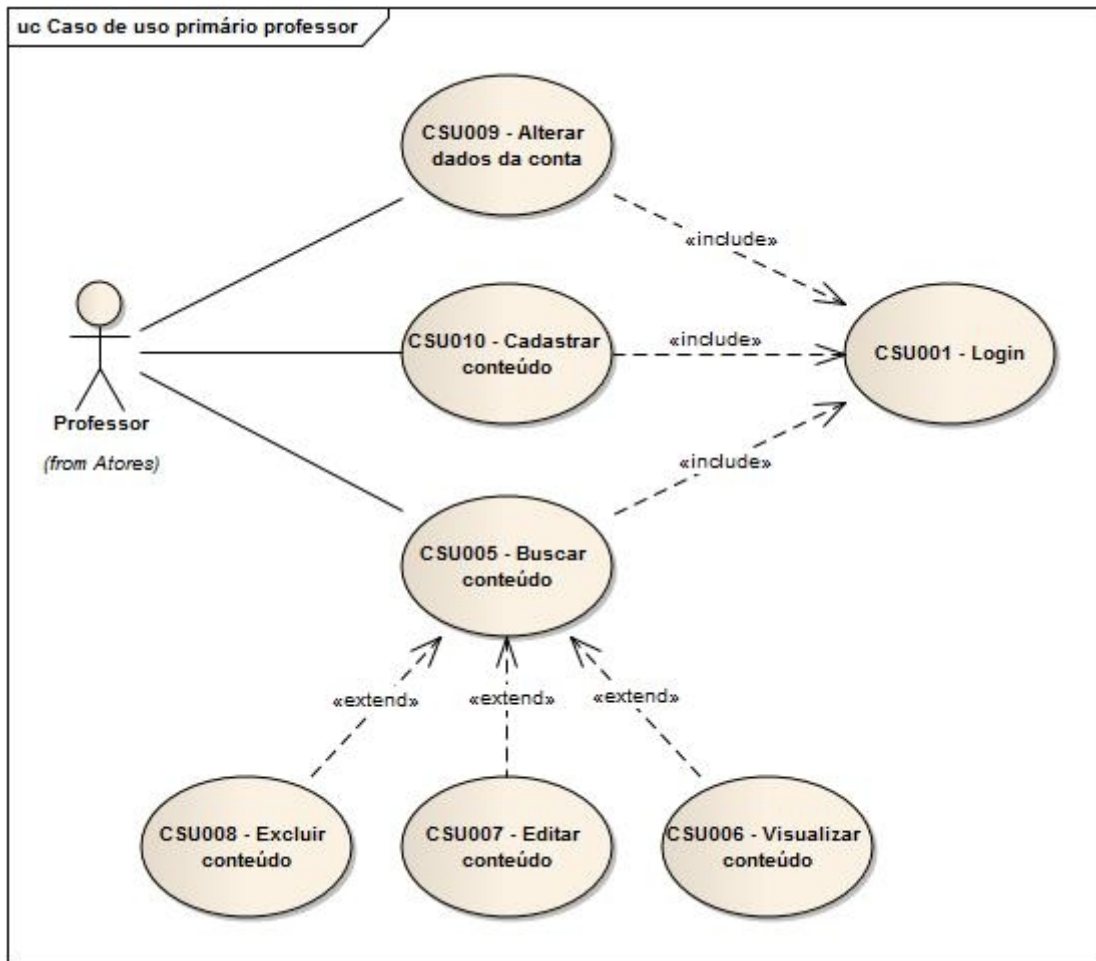 uc Caso de uso primário professor
CSU009 - Alterar
dados da conta
«include»
CSU010 - Cadastrar
conteúdo
«include»
CSU001 - Login
Professor
(from Atores)
«include»
CSU005 - Buscar
conteúdo
«extend»
«extend»
«extend»
CSU008 - Excluir
conteúdo
CSU007 - Editar
conteúdo
CSU006 - Visualizar
conteúdo